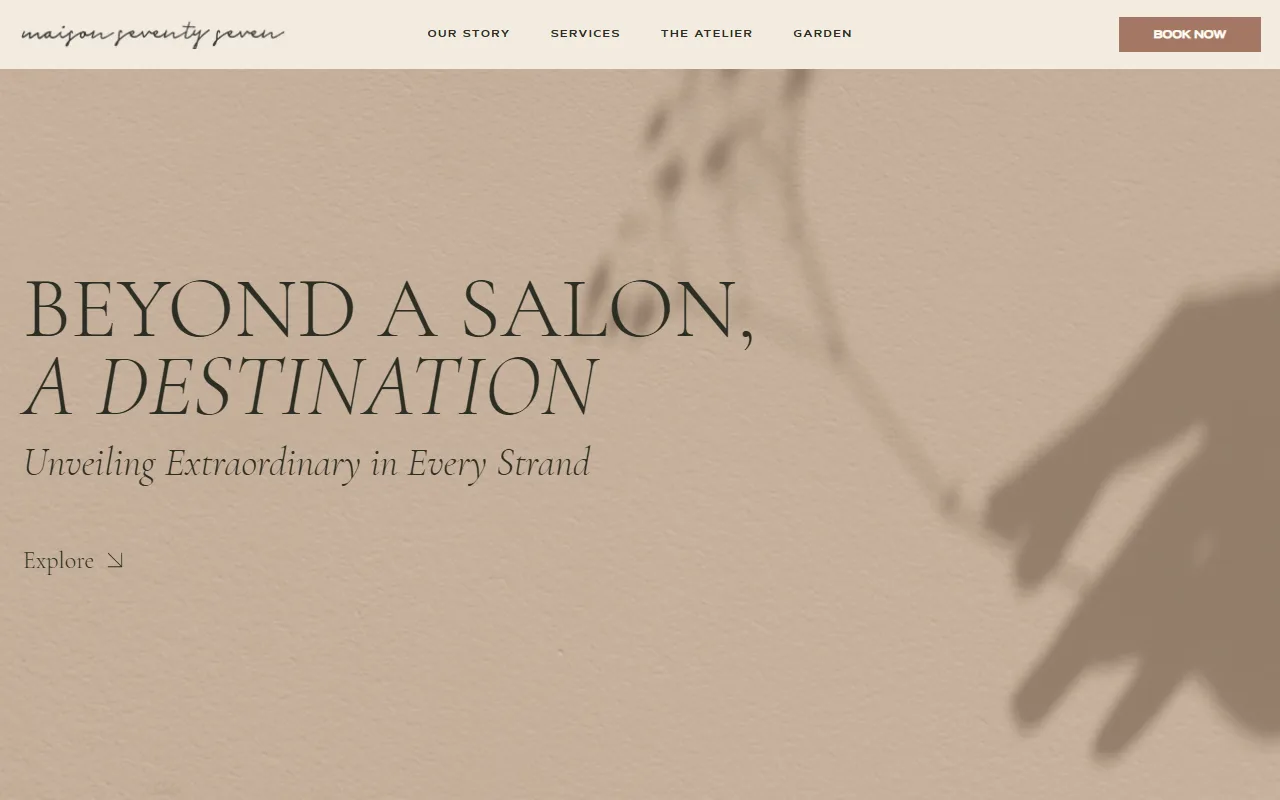 maison seventy seven
OUR STORY
SERVICES
THE ATELIER
GARDEN
BOOK NOW
BEYOND A SALON,
A DESTINATION
Unveiling Extraordinary in Every Strand
Explore